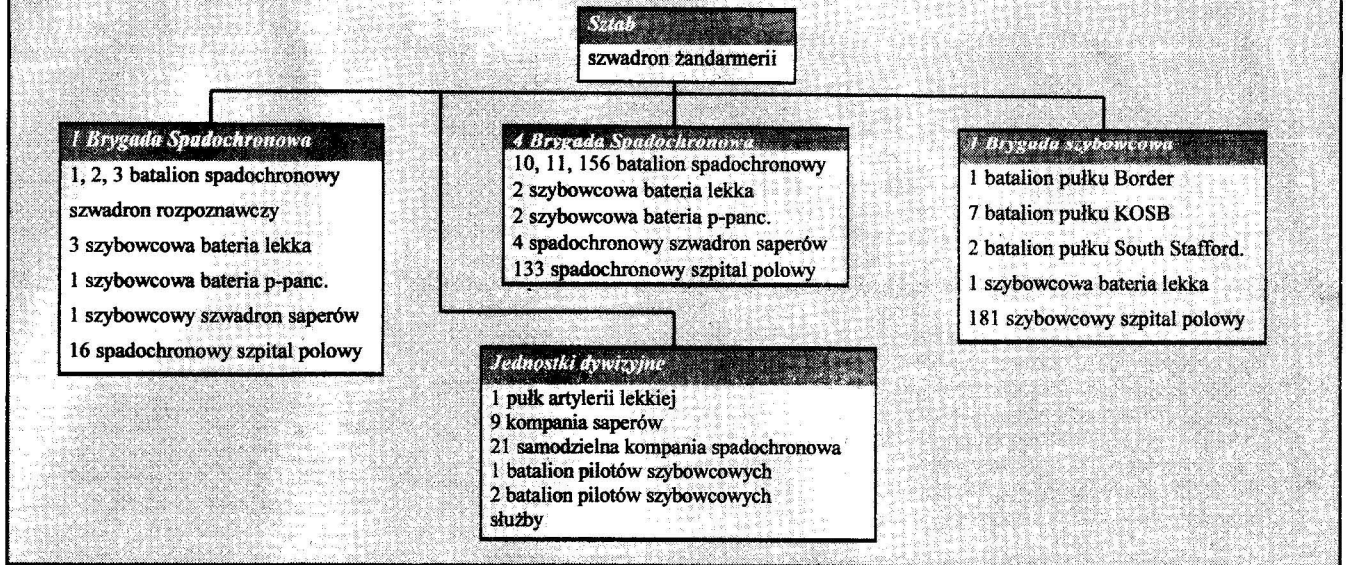 Sztab
szwadron żandarmerii
1 Brygada Spadochronowa
1, 2, 3 batalion spadochronowy
szwadron rozpoznawczy
3 szybowcowa bateria lekka
1 szybowcowa bateria p-panc.
1 szybowcowy szwadron saperów
16 spadochronowy szpital polowy
4 Brygada Spadochronowa
10, 11, 156 batalion spadochronowy
2 szybowcowa bateria lekka
2 szybowcowa bateria p-panc.
4 spadochronowy szwadron saperów
133 spadochronowy szpital polowy
1 Brygada szybowcowa
1 batalion pułku Border
7 batalion pułku KOSB
2 batalion pułku South Stafford.
1 szybowcowa bateria lekka
181 szybowcowy szpital polowy
Jednostki dywizyjne
1 pułk artylerii lekkiej
9 kompania saperów
21 samodzielna kompania spadochronowa
1 batalion pilotów szybowcowych
2 batalion pilotów szybowcowych
służby